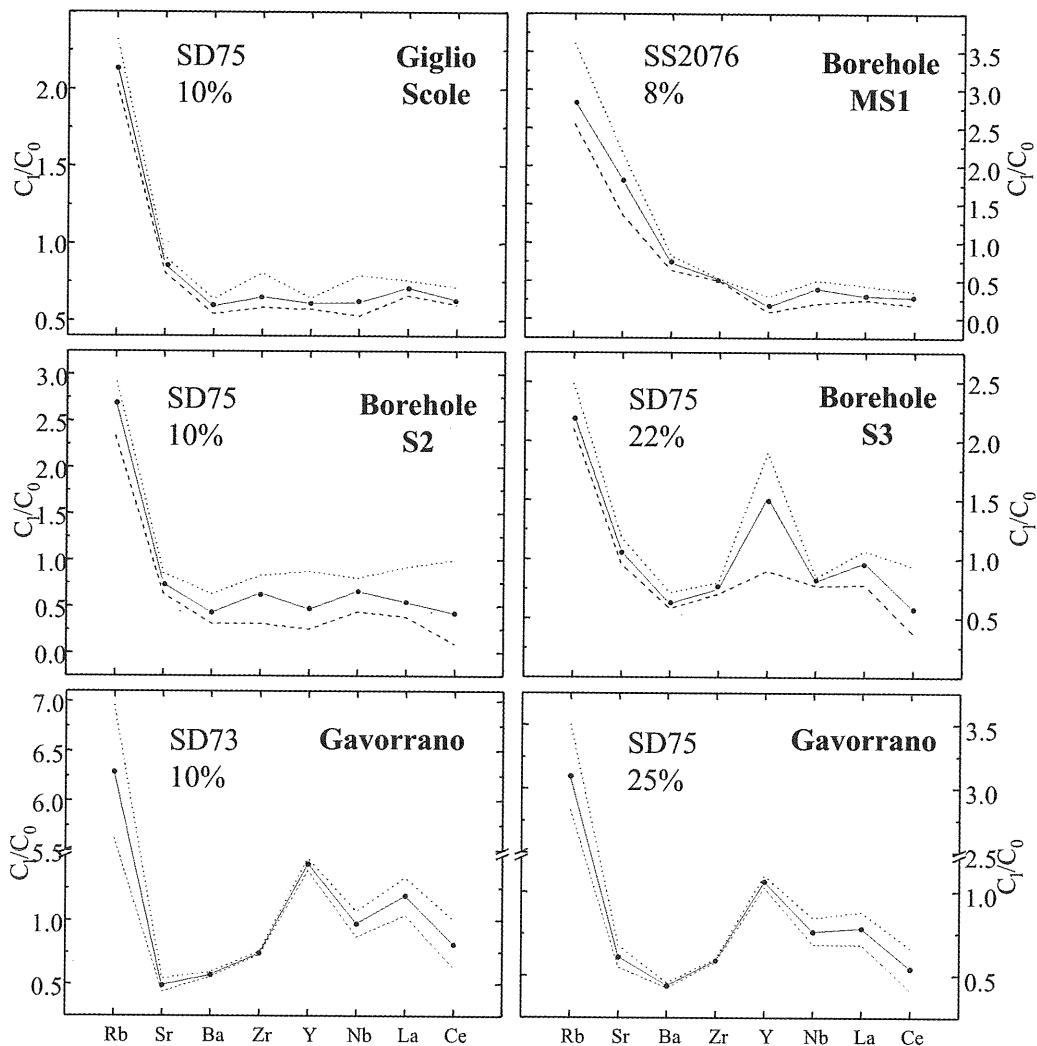 SD75
10%
Giglio
Scole
2.0
1.5
1.0
0.5
C₁/C₀
SS2076
8%
Borehole
MS1
3.5
3.0
2.5
2.0
1.5
1.0
0.5
0.0
C₁/C₀
SD75
10%
Borehole
S2
3.0
2.5
2.0
1.5
1.0
0.5
0.0
C₁/C₀
SD75
22%
Borehole
S3
2.5
2.0
1.5
1.0
0.5
C₁/C₀
SD73
10%
Gavorrano
7.0
6.5
6.0
5.5
1.0
0.5
C₁/C₀
SD75
25%
Gavorrano
3.5
3.0
2.5
1.0
0.5
C₁/C₀
Rb Sr Ba Zr Y Nb La Ce
Rb Sr Ba Zr Y Nb La Ce